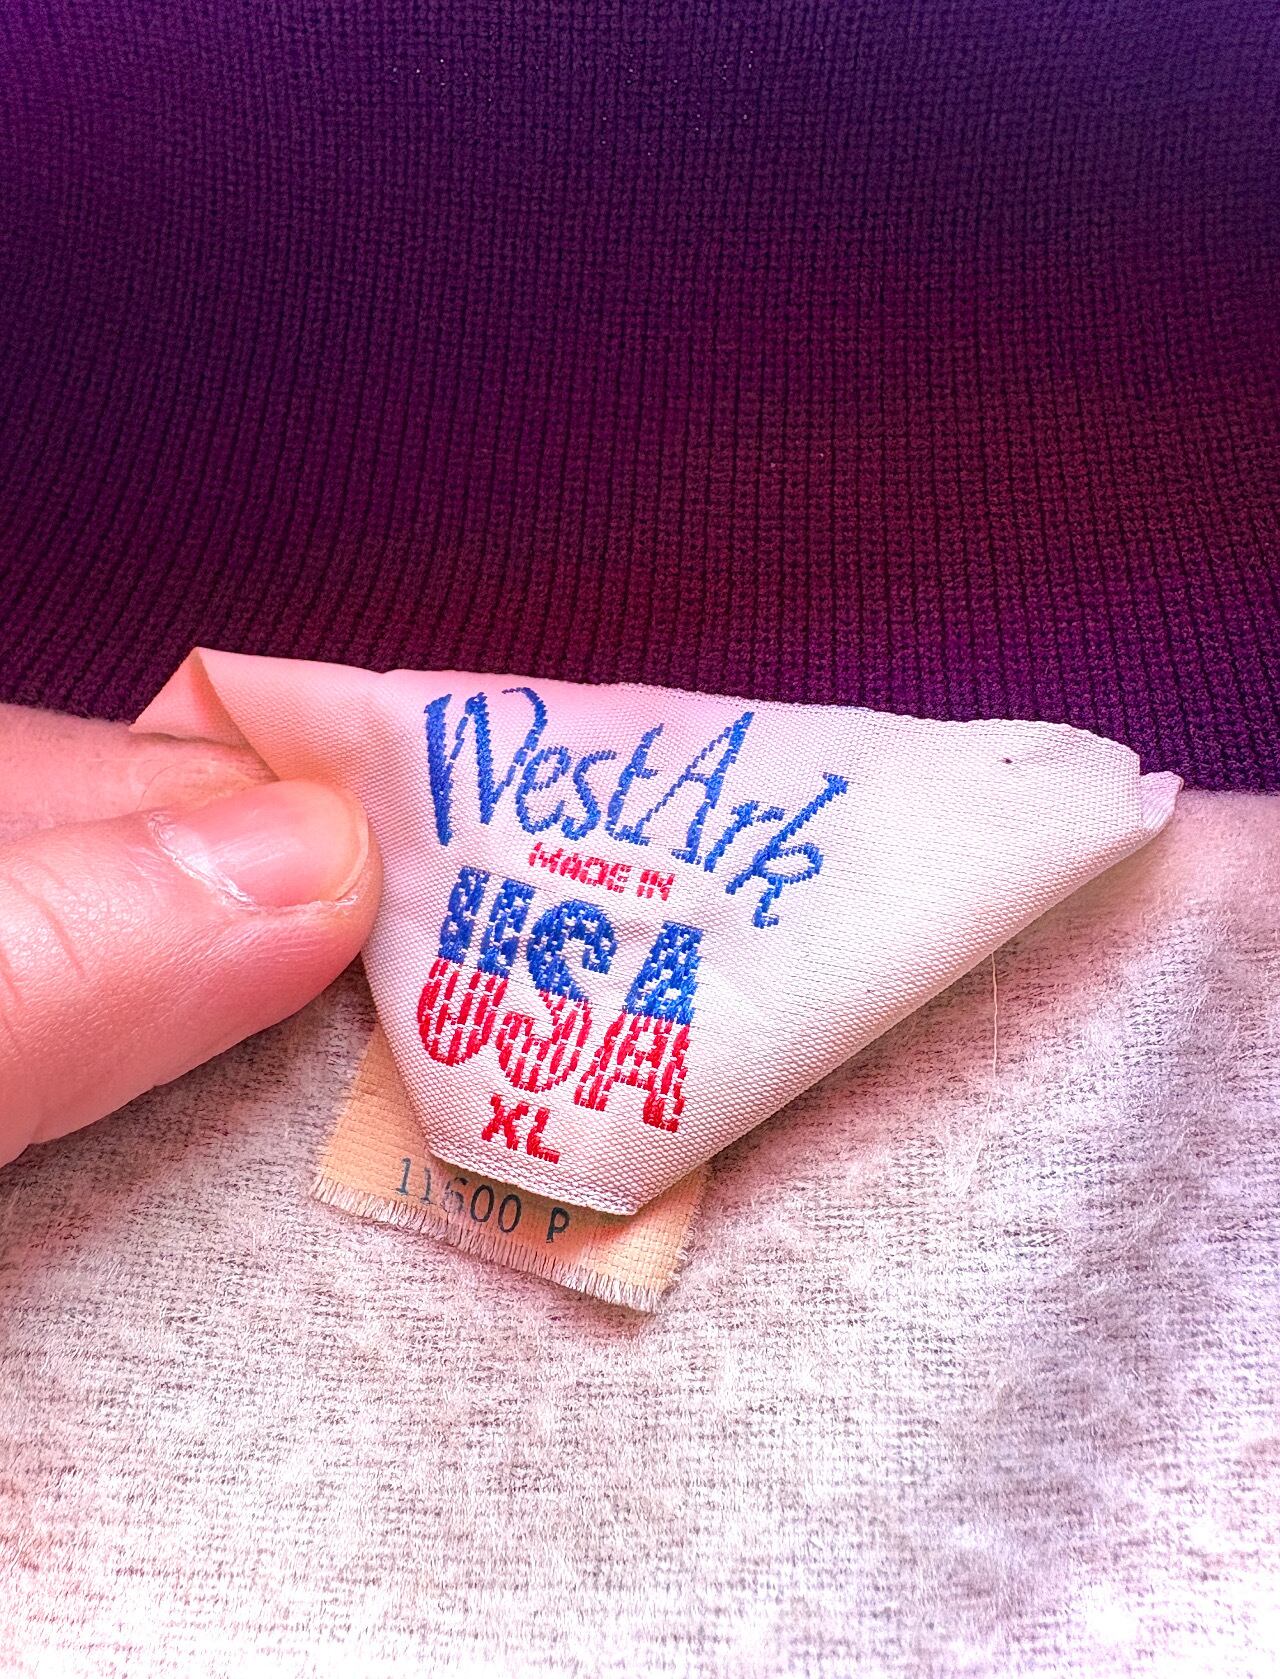 WestArk
MADE IN
USA
XL
11600 P